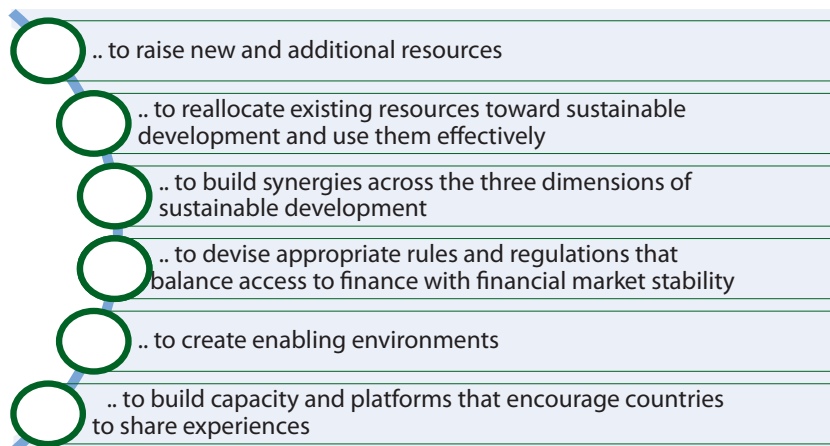 .. to raise new and additional resources
.. to reallocate existing resources toward sustainable
development and use them effectively
.. to build synergies across the three dimensions of
sustainable development
.. to devise appropriate rules and regulations that
balance access to finance with financial market stability
.. to create enabling environments
.. to build capacity and platforms that encourage countries
to share experiences